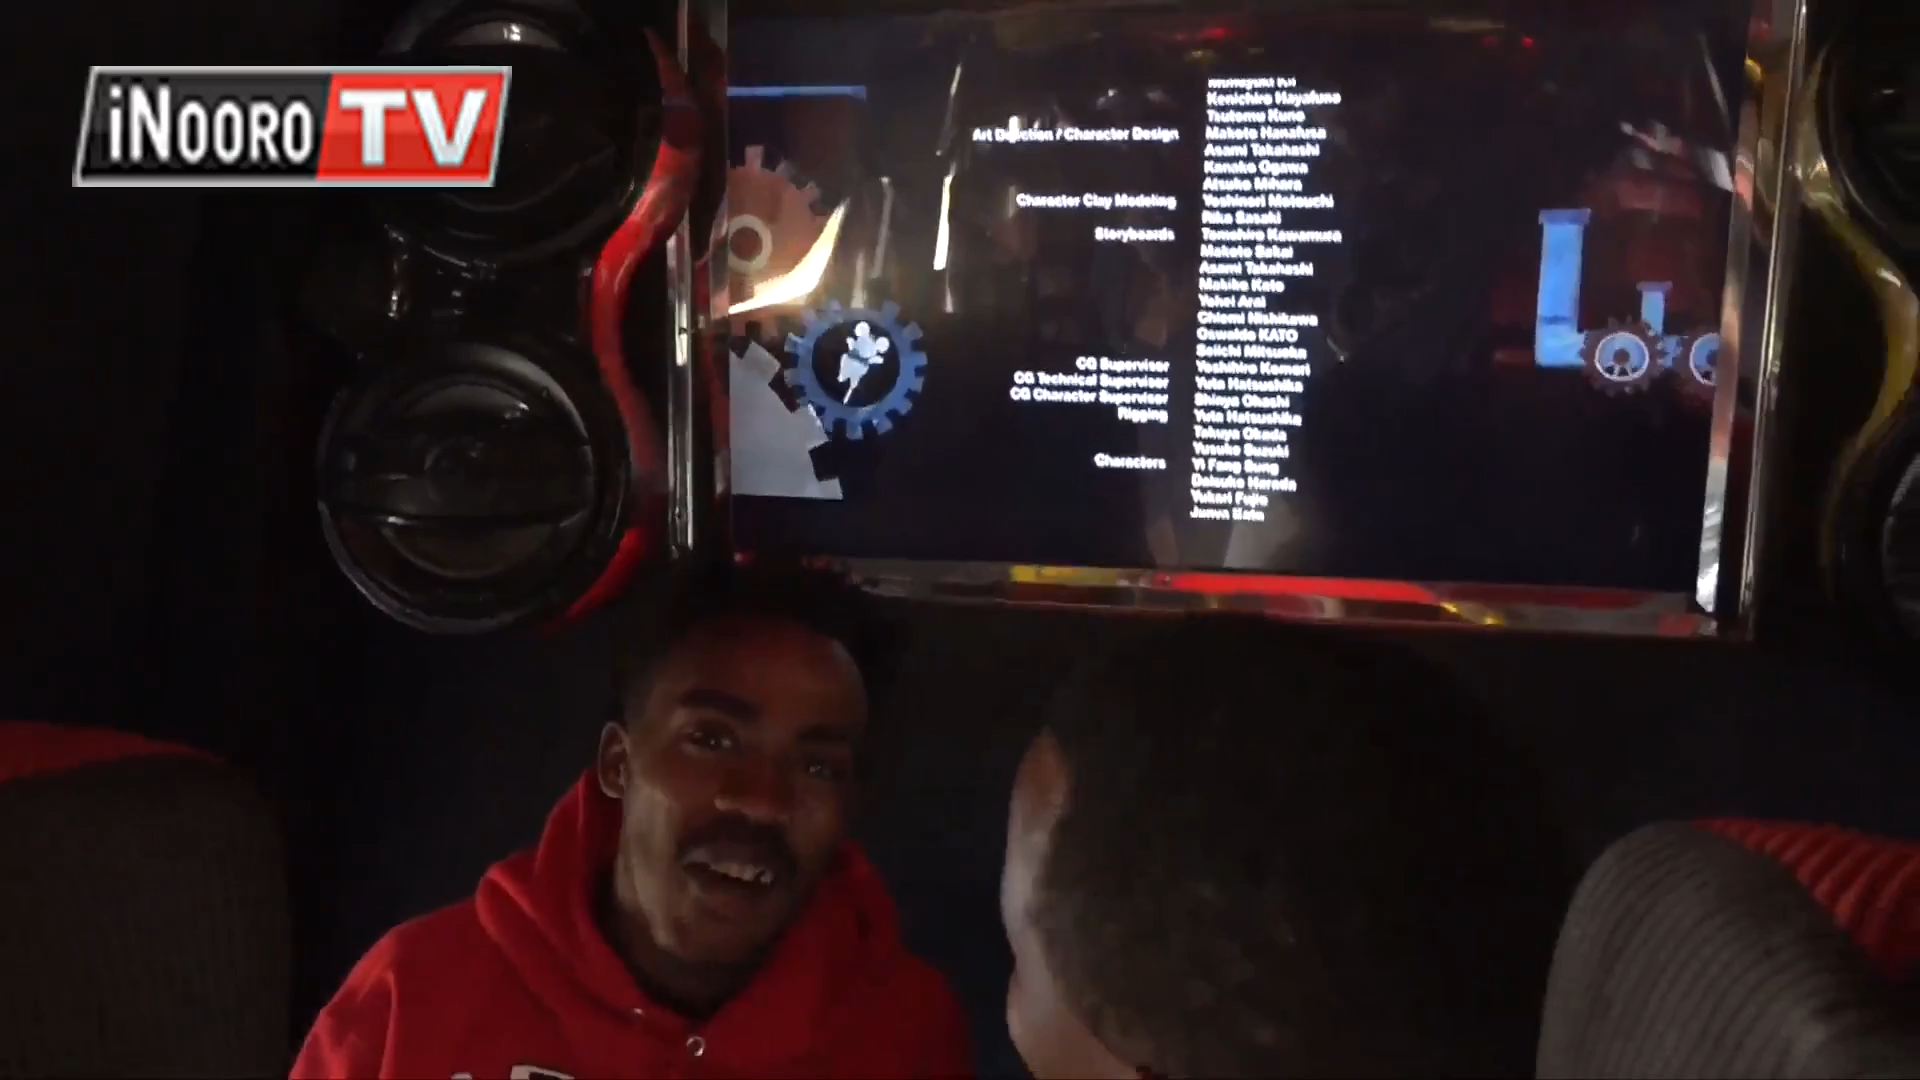 iNOORO TV
Kenichiro Hayafune
Tsutomu Kuno
Art Direction / Character Design Makoto Hanafusa
Asami Takahashi
Kanako Ogawa
Atsuko Mihara
Character Clay Modeling Yoshinori Motouchi
Rika Sasaki
Storyboards Tomohiro Kawamura
Makoto Sakai
Asami Takahashi
Makiko Kato
Yohei Arai
Chiemi Nishikawa
Oswaldo KATO
Seiichi Mitsuoka
CG Supervisor Yoshihiro Komori
CG Technical Supervisor Yuta Hatsushika
CG Character Supervisor Shinya Ohashi
Rigging Yuta Hatsushika
Takuya Okada
Yusuke Suzuki
Characters Yi Fang Sung
Daisuke Harada
Yukari Fujie
Junya Kato